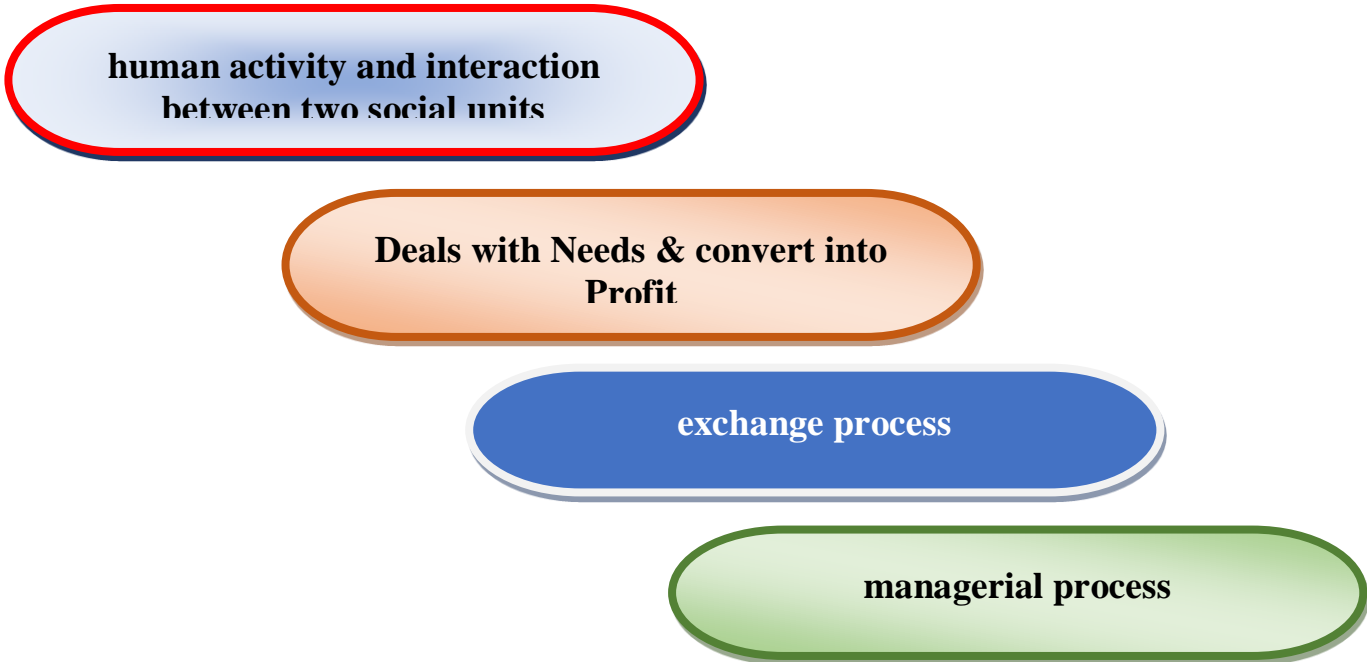 human activity and interaction
between two social units
Deals with Needs & convert into
Profit
exchange process
managerial process